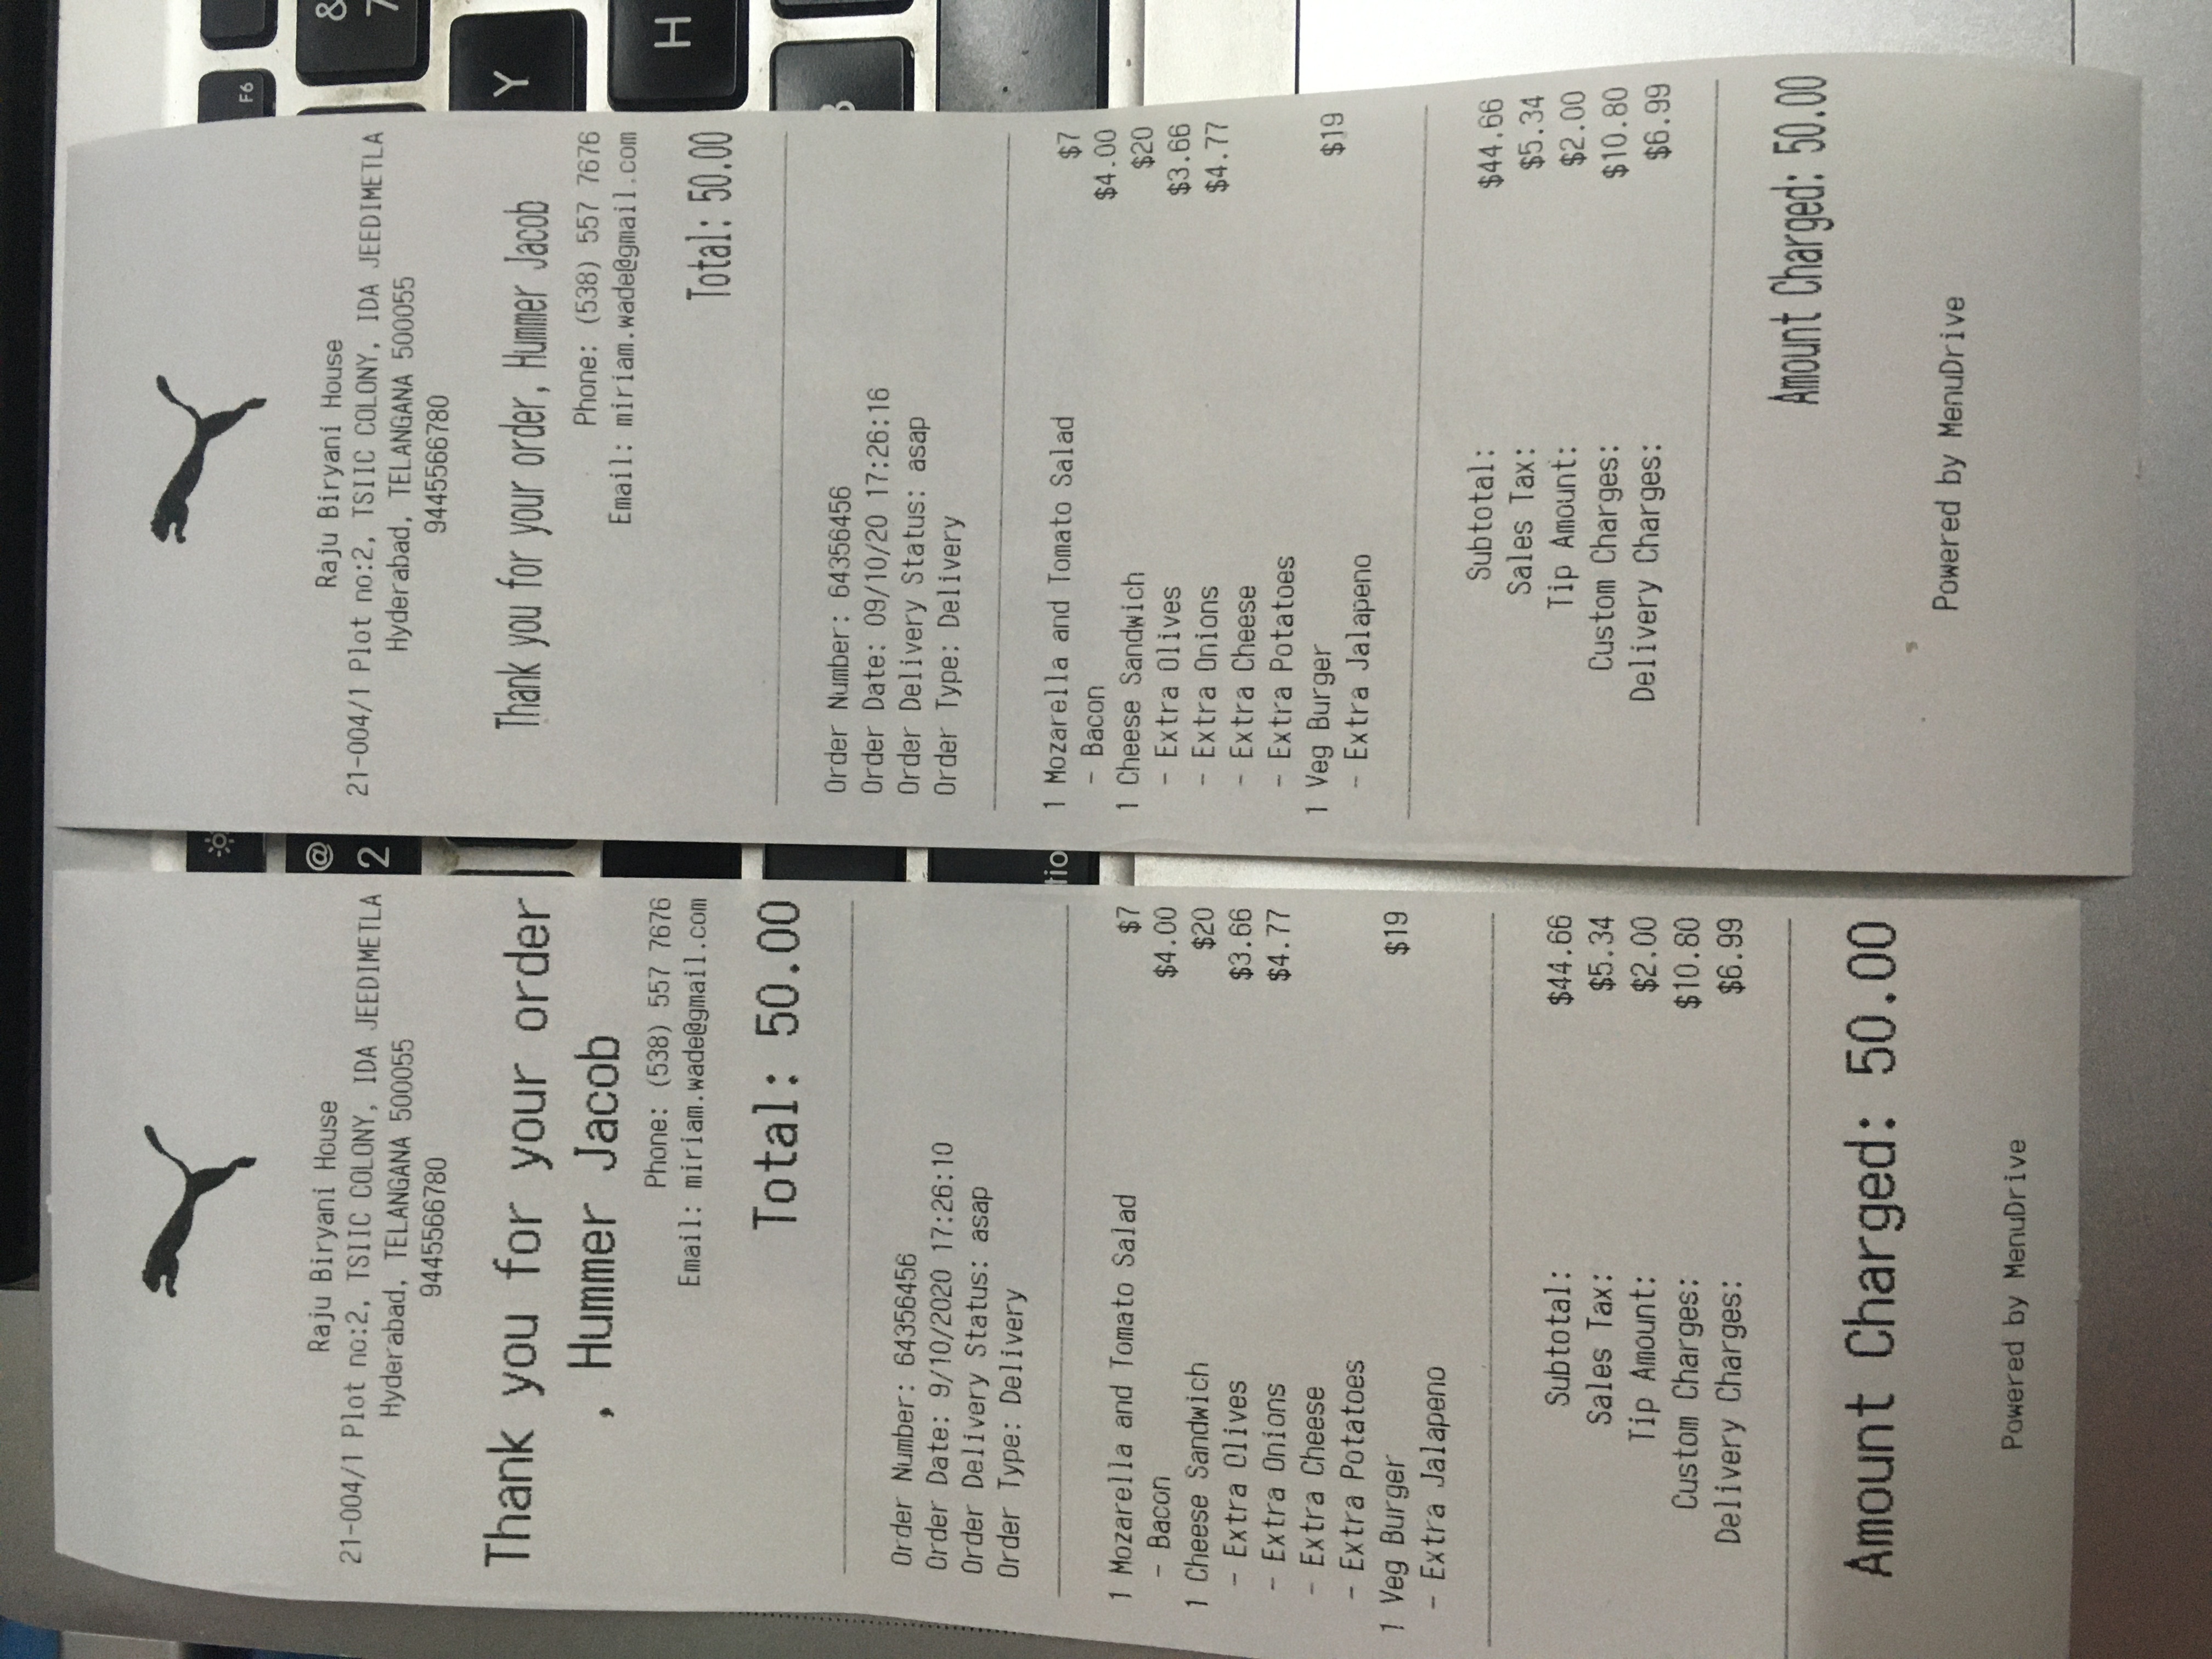 Raju Biryani House
21-004/1 Plot no:2, TSIIC COLONY, IDA JEEDIMETLA
Hyderabad, TELANGANA 500055
9445566780
Thank you for your order
, Hummer Jacob
Phone: (538) 557 7676
Email: miriam.wade@gmail.com
Total: 50.00
Order Number: 64356456
Order Date: 9/10/2020 17:26:10
Order Delivery Status: asap
Order Type: Delivery
1 Mozarella and Tomato Salad $7
- Bacon $4.00
1 Cheese Sandwich $20
- Extra Olives $3.66
- Extra Onions $4.77
- Extra Cheese
- Extra Potatoes
1 Veg Burger $19
- Extra Jalapeno
Subtotal: $44.66
Sales Tax: $5.34
Tip Amount: $2.00
Custom Charges: $10.80
Delivery Charges: $6.99
Amount Charged: 50.00
Powered by MenuDrive
Raju Biryani House
21-004/1 Plot no:2, TSIIC COLONY, IDA JEEDIMETLA
Hyderabad, TELANGANA 500055
9445566780
Thank you for your order, Hummer Jacob
Phone: (538) 557 7676
Email: miriam.wade@gmail.com
Total: 50.00
Order Number: 64356456
Order Date: 09/10/20 17:26:16
Order Delivery Status: asap
Order Type: Delivery
1 Mozarella and Tomato Salad $7
- Bacon $4.00
1 Cheese Sandwich $20
- Extra Olives $3.66
- Extra Onions $4.77
- Extra Cheese
- Extra Potatoes
1 Veg Burger $19
- Extra Jalapeno
Subtotal: $44.66
Sales Tax: $5.34
Tip Amount: $2.00
Custom Charges: $10.80
Delivery Charges: $6.99
Amount Charged: 50.00
Powered by MenuDrive
@
2
tio
F6
&
7
Y
H